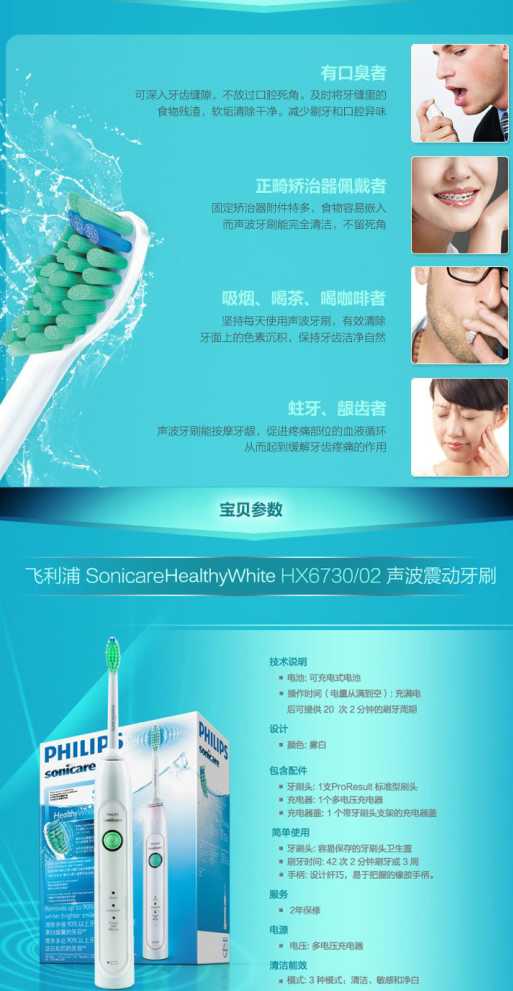 有口臭者
可深入牙齿缝隙，不放过口腔死角，及时将牙缝里的
食物残渣，软垢清除干净。减少刷牙和口腔异味
正畸矫治器佩戴者
固定矫治器附件特多，食物容易嵌入
而声波牙刷能完全清洁，不留死角
吸烟、喝茶、喝咖啡者
坚持每天使用声波牙刷，有效清除
牙面上的色素沉积，保持牙齿洁净自然
蛀牙、龈齿者
声波牙刷能按摩牙龈，促进疼痛部位的血液循环
从而起到缓解牙齿疼痛的作用
宝贝参数
飞利浦 SonicareHealthyWhite HX6730/02 声波震动牙刷
技术说明
▪ 电池: 可充电式电池
▪ 操作时间（电量从满到空）: 充满电
后可提供 20 次 2 分钟的刷牙周期
设计
▪ 颜色: 雾白
包含配件
▪ 牙刷头: 1支ProResult 标准型刷头
▪ 充电器: 1个多电压充电器
▪ 充电器盖: 1 个带牙刷头支架的充电器盖
简单使用
▪ 牙刷头: 容易保存的牙刷头卫生盖
▪ 刷牙时间: 42 次 2 分钟刷牙或 3 周
▪ 手柄: 设计纤巧，易于把握的橡胶手柄。
服务
▪ 2年保修
电源
▪ 电压: 多电压充电器
清洁能效
▪ 模式: 3 种模式：清洁、敏感和净白
PHILIPS
sonicare
PHILIPS
sonicare
HealthyWhite